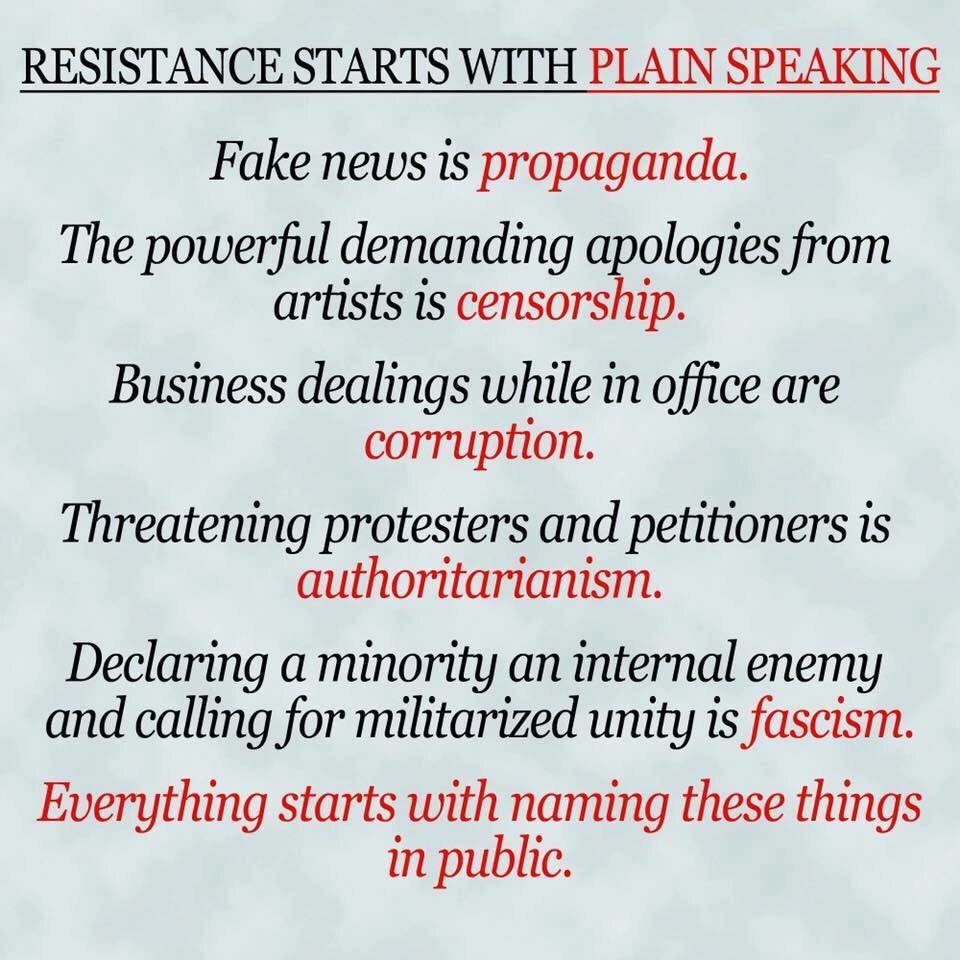 RESISTANCE STARTS WITH PLAIN SPEAKING
Fake news is propaganda.
The powerful demanding apologies from
artists is censorship.
Business dealings while in office are
corruption.
Threatening protesters and petitioners is
authoritarianism.
Declaring a minority an internal enemy
and calling for militarized unity is fascism.
Everything starts with naming these things
in public.